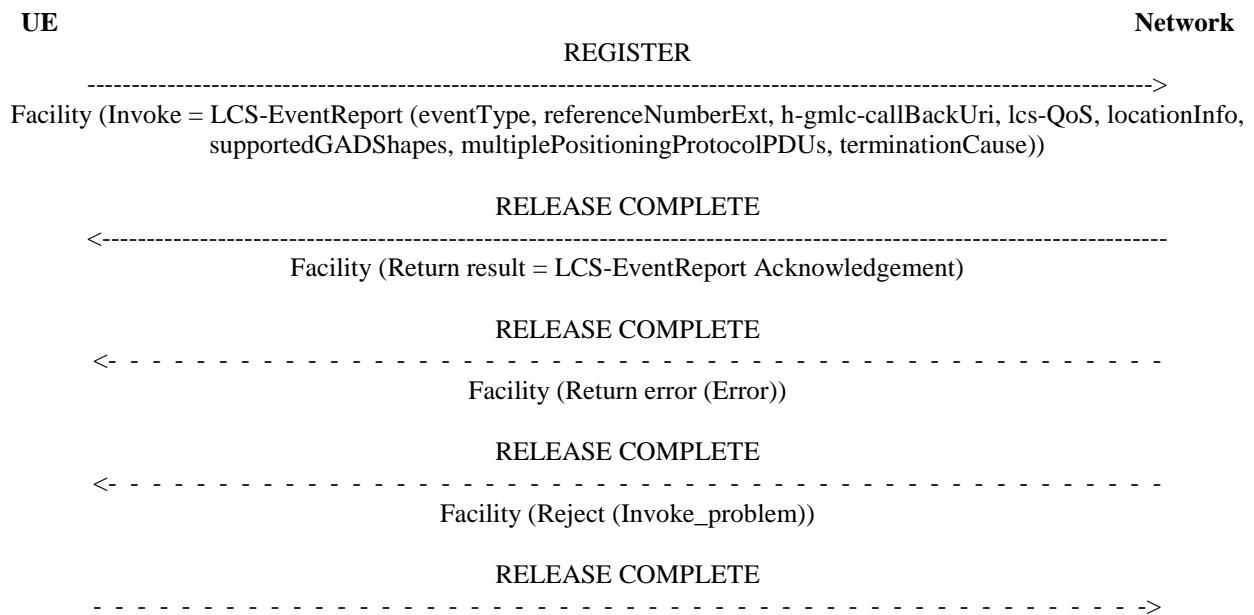 UE Network
REGISTER
------------------------------------------------------------------------------------------------------------------------>
Facility (Invoke = LCS-EventReport (eventType, referenceNumberExt, h-gmlc-callBackUri, lcs-QoS, locationInfo,
supportedGADShapes, multiplePositioningProtocolPDUs, terminationCause))
RELEASE COMPLETE
<------------------------------------------------------------------------------------------------------------------------
Facility (Return result = LCS-EventReport Acknowledgement)
RELEASE COMPLETE
<- - - - - - - - - - - - - - - - - - - - - - - - - - - - - - - - - - - - - - -
Facility (Return error (Error))
RELEASE COMPLETE
<- - - - - - - - - - - - - - - - - - - - - - - - - - - - - - - - - - - - - - -
Facility (Reject (Invoke_problem))
RELEASE COMPLETE
- - - - - - - - - - - - - - - - - - - - - - - - - - - - - - - - - - - - - - ->